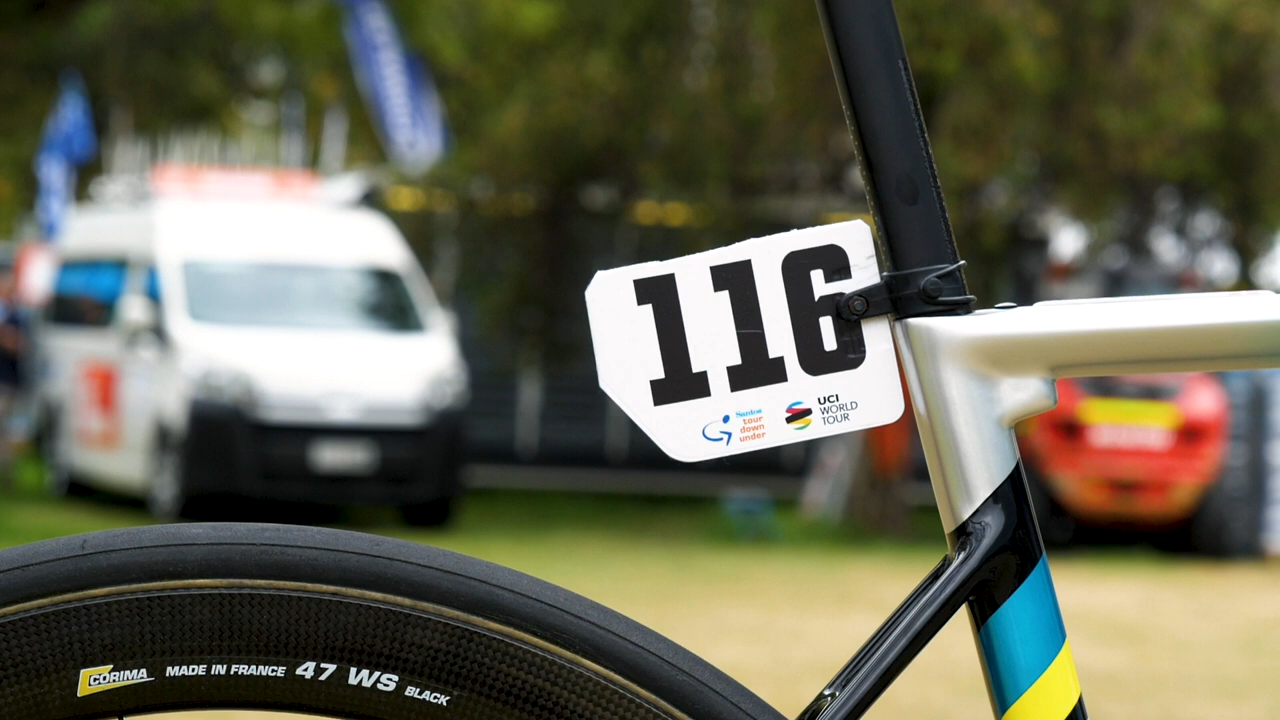 116
Santos
tour
down
under
UCI
WORLD
TOUR
CORIMA MADE IN FRANCE 47 WS BLACK